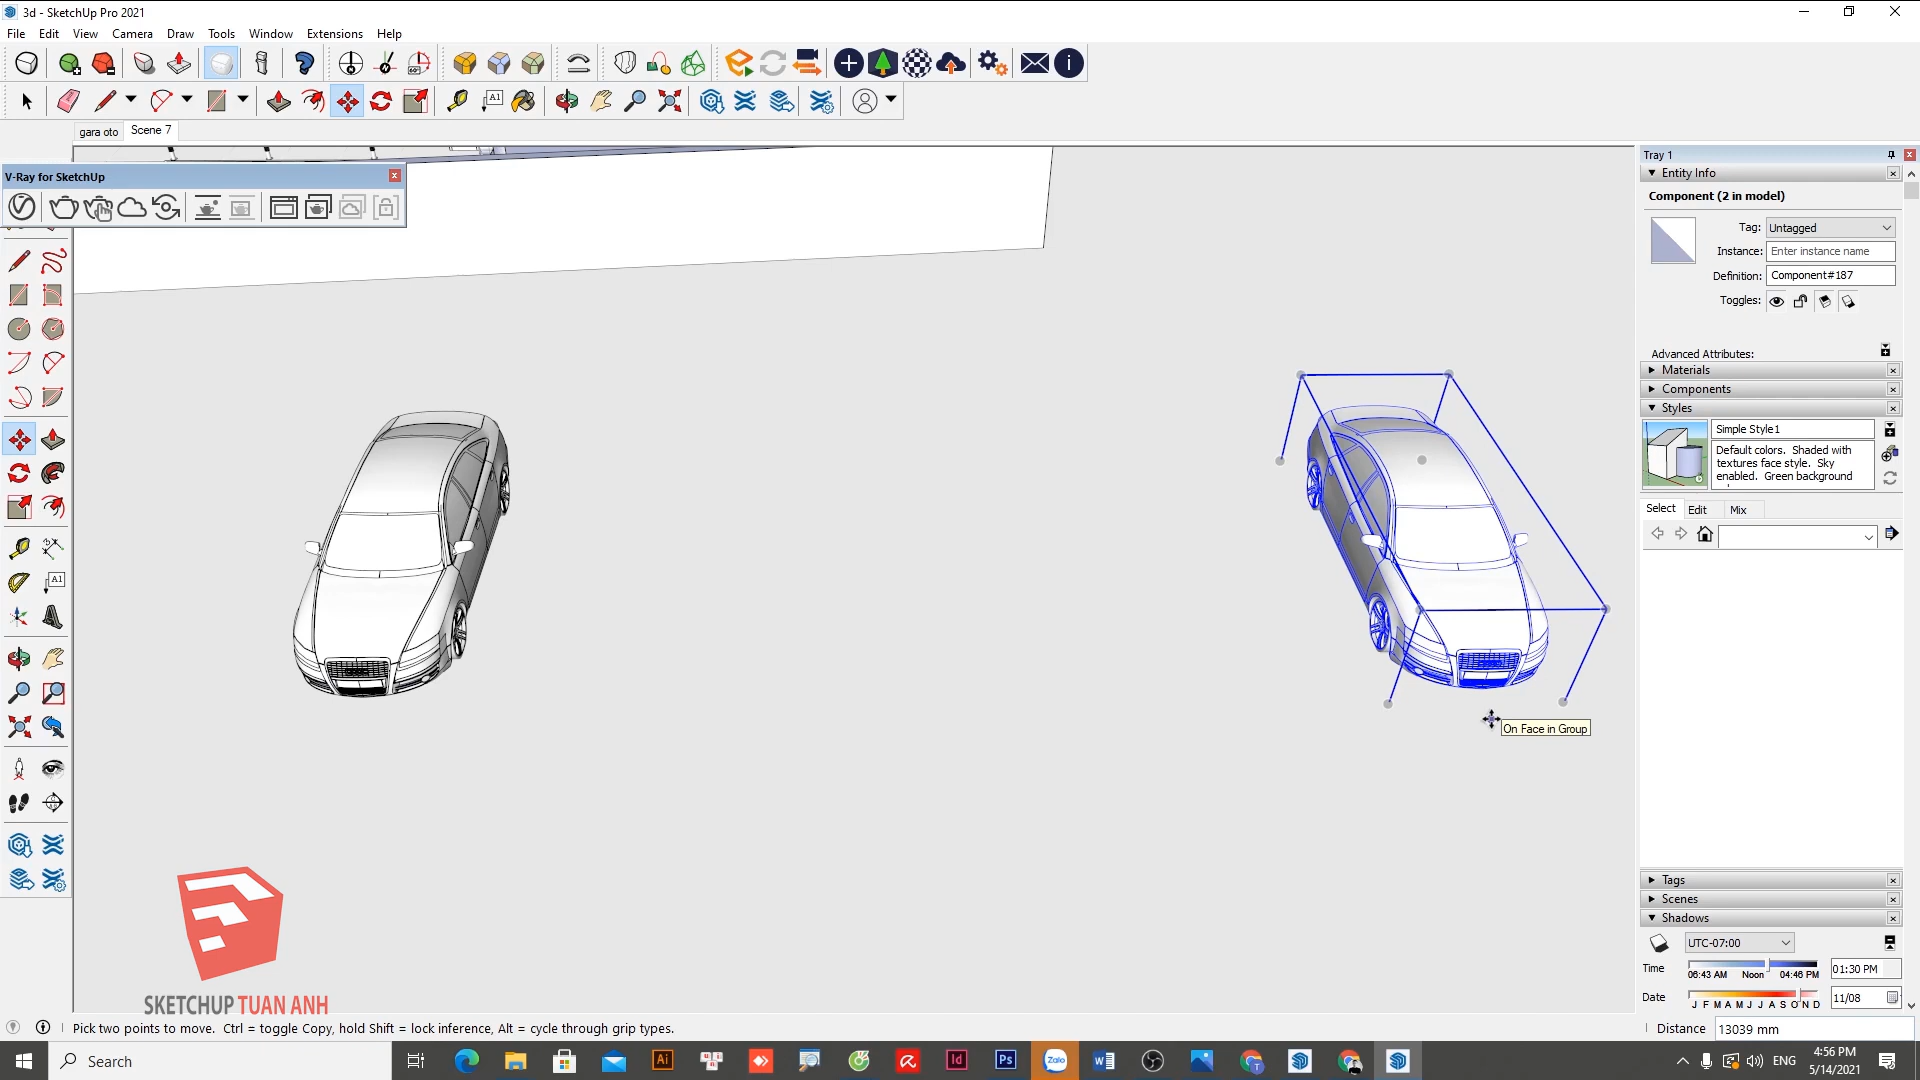 3d - SketchUp Pro 2021
File Edit View Camera Draw Tools Window Extensions Help
A1
gara oto Scene 7
V-Ray for SketchUp
Tray 1
Entity Info
Component (2 in model)
Tag: Untagged
Instance: Enter instance name
Definition: Component#187
Toggles:
Advanced Attributes:
Materials
Components
Styles
Simple Style1
Default colors. Shaded with
textures face style. Sky
enabled. Green background
Select Edit Mix
A1
On Face in Group
Tags
Scenes
Shadows
UTC-07:00
Time 06:43 AM Noon 04:46 PM 01:30 PM
Date J F M A M J J A S O N D 11/08
SKETCHUP TUAN ANH
Pick two points to move. Ctrl = toggle Copy, hold Shift = lock inference, Alt = cycle through grip types.
Distance 13039 mm
Search
Ai
Id
Ps
Zalo
W
T
ENG
4:56 PM
5/14/2021